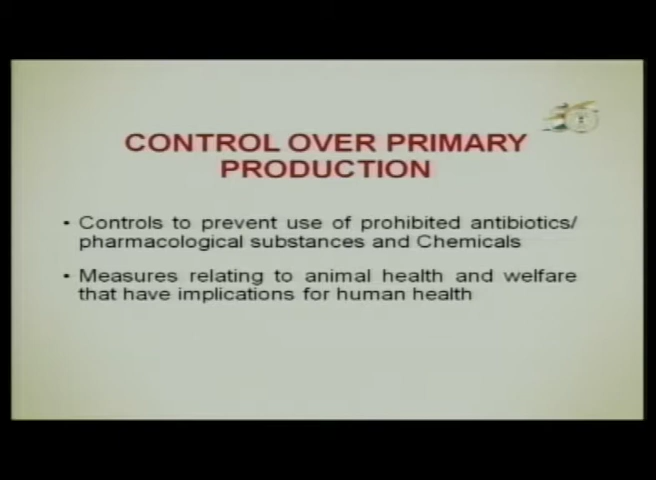 CONTROL OVER PRIMARY
PRODUCTION
• Controls to prevent use of prohibited antibiotics/
pharmacological substances and Chemicals
• Measures relating to animal health and welfare
that have implications for human health